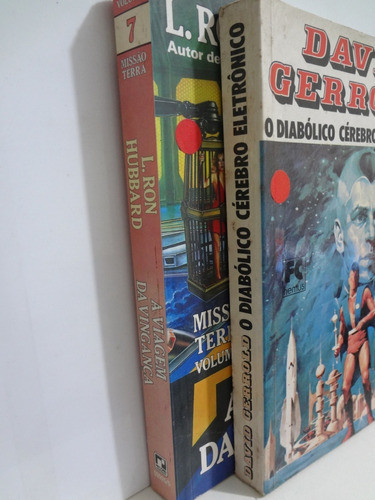 VOLUME
7
MISSÃO
TERRA
L. RON
HUBBARD
A VIAGEM
DA VINGANÇA
L. R
Autor de
MISS
TERR
VOLUM
DA
DAVID GERROLD O DIABÓLICO CÉREBRO ELETRÔNICO
DAV
GERRO
O DIABÓLICO CÉREBRO